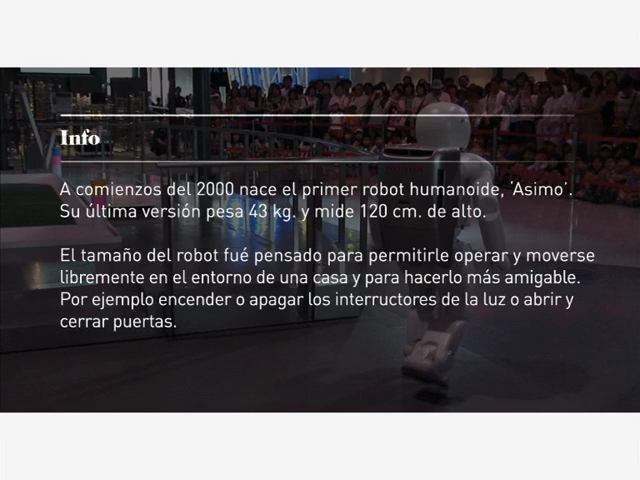 Info
A comienzos del 2000 nace el primer robot humanoide, ‘Asimo’.
Su última versión pesa 43 kg. y mide 120 cm. de alto.
El tamaño del robot fué pensado para permitirle operar y moverse
libremente en el entorno de una casa y para hacerlo más amigable.
Por ejemplo encender o apagar los interructores de la luz o abrir y
cerrar puertas.